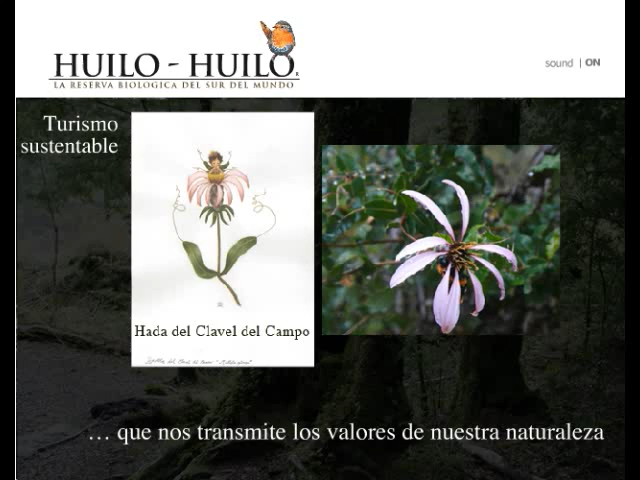 HUILO - HUILO
R
LA RESERVA BIOLOGICA DEL SUR DEL MUNDO
sound | ON
Turismo
sustentable
Hada del Clavel del Campo
… que nos transmite los valores de nuestra naturaleza